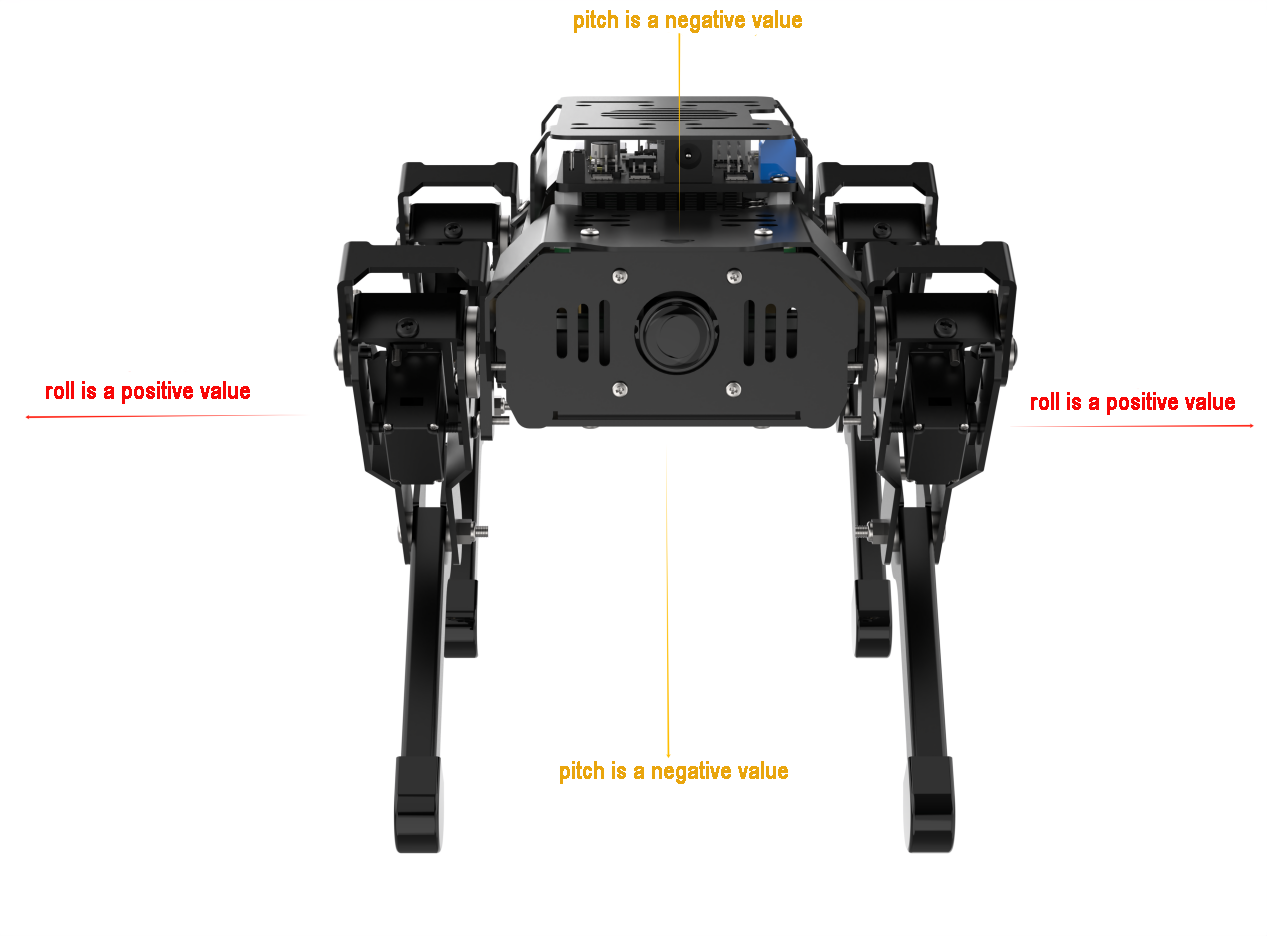 pitch is a negative value
roll is a positive value
roll is a positive value
pitch is a negative value